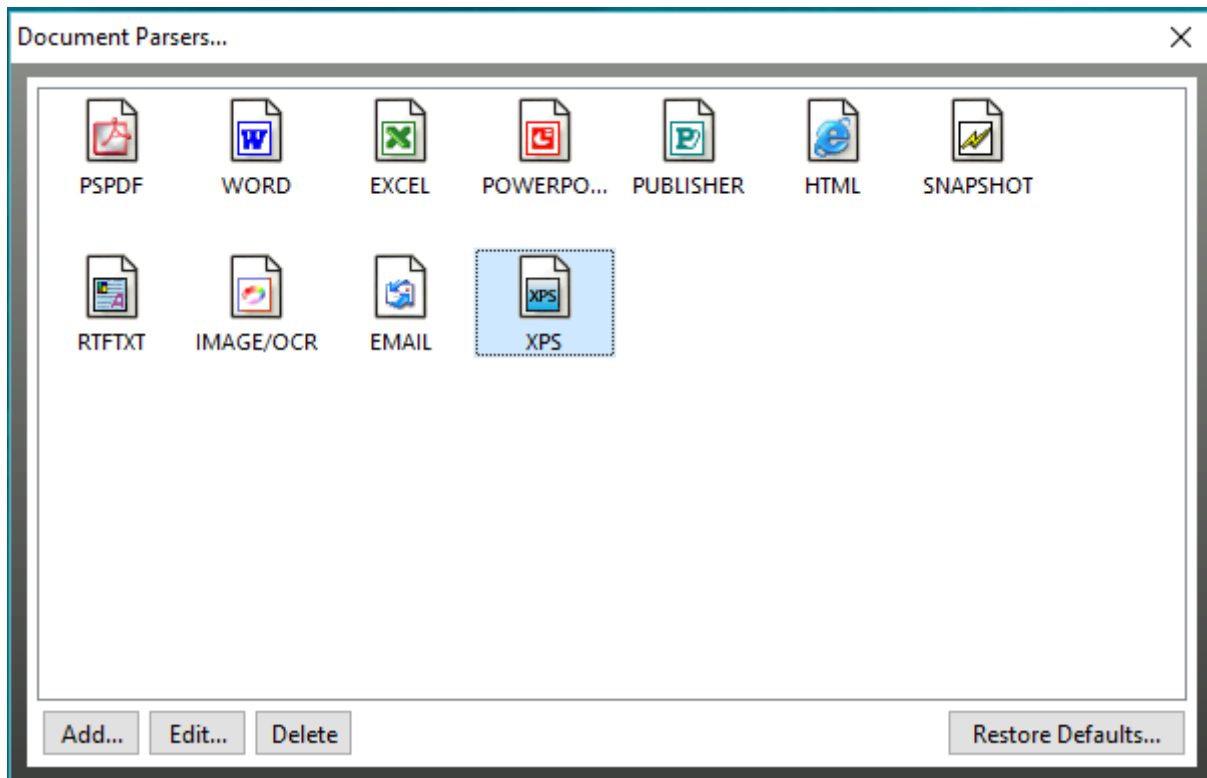 Document Parsers...
PSPDF WORD EXCEL POWERPO... PUBLISHER HTML SNAPSHOT
XPS
RTFTXT IMAGE/OCR EMAIL XPS
Add... Edit... Delete Restore Defaults...